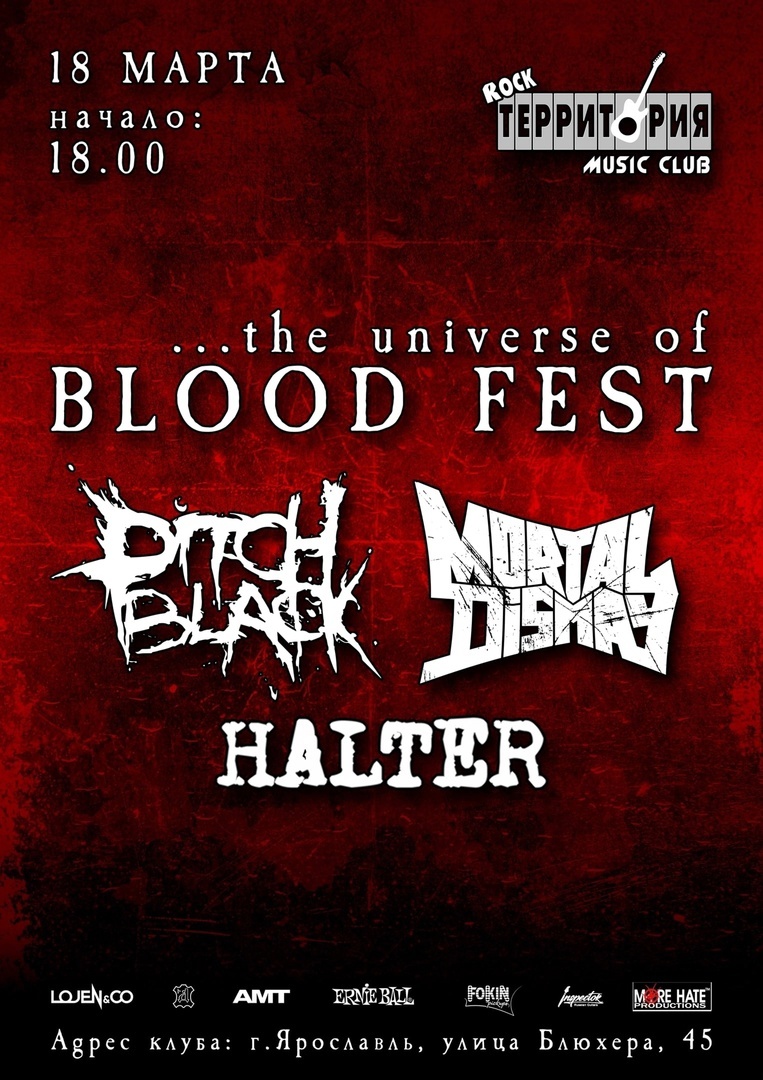 18 МАРТА
начало:
18.00
ROCK
ТЕРРИТОРИЯ
MUSIC CLUB
...the universe of
BLOOD FEST
PITCH
BLACK
MORTAL
DISMAY
HALTER
LOJEN&CO
AMT
ERNIE BALL
FOKIN
Inspector
MORE HATE
PRODUCTIONS
Адрес клуба: г.Ярославль, улица Блюхера, 45